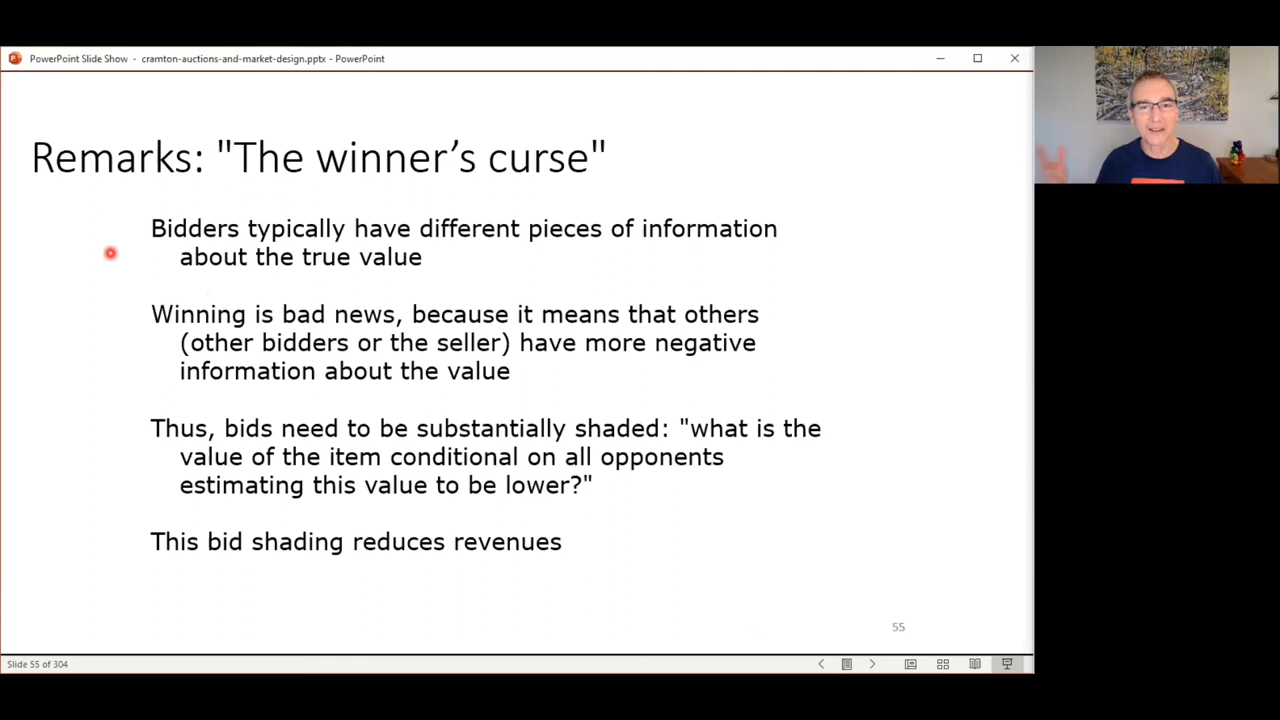 PowerPoint Slide Show - cramton-auctions-and-market-design.pptx - PowerPoint
Remarks: "The winner’s curse"
Bidders typically have different pieces of information
about the true value
Winning is bad news, because it means that others
(other bidders or the seller) have more negative
information about the value
Thus, bids need to be substantially shaded: "what is the
value of the item conditional on all opponents
estimating this value to be lower?"
This bid shading reduces revenues
55
Slide 55 of 304